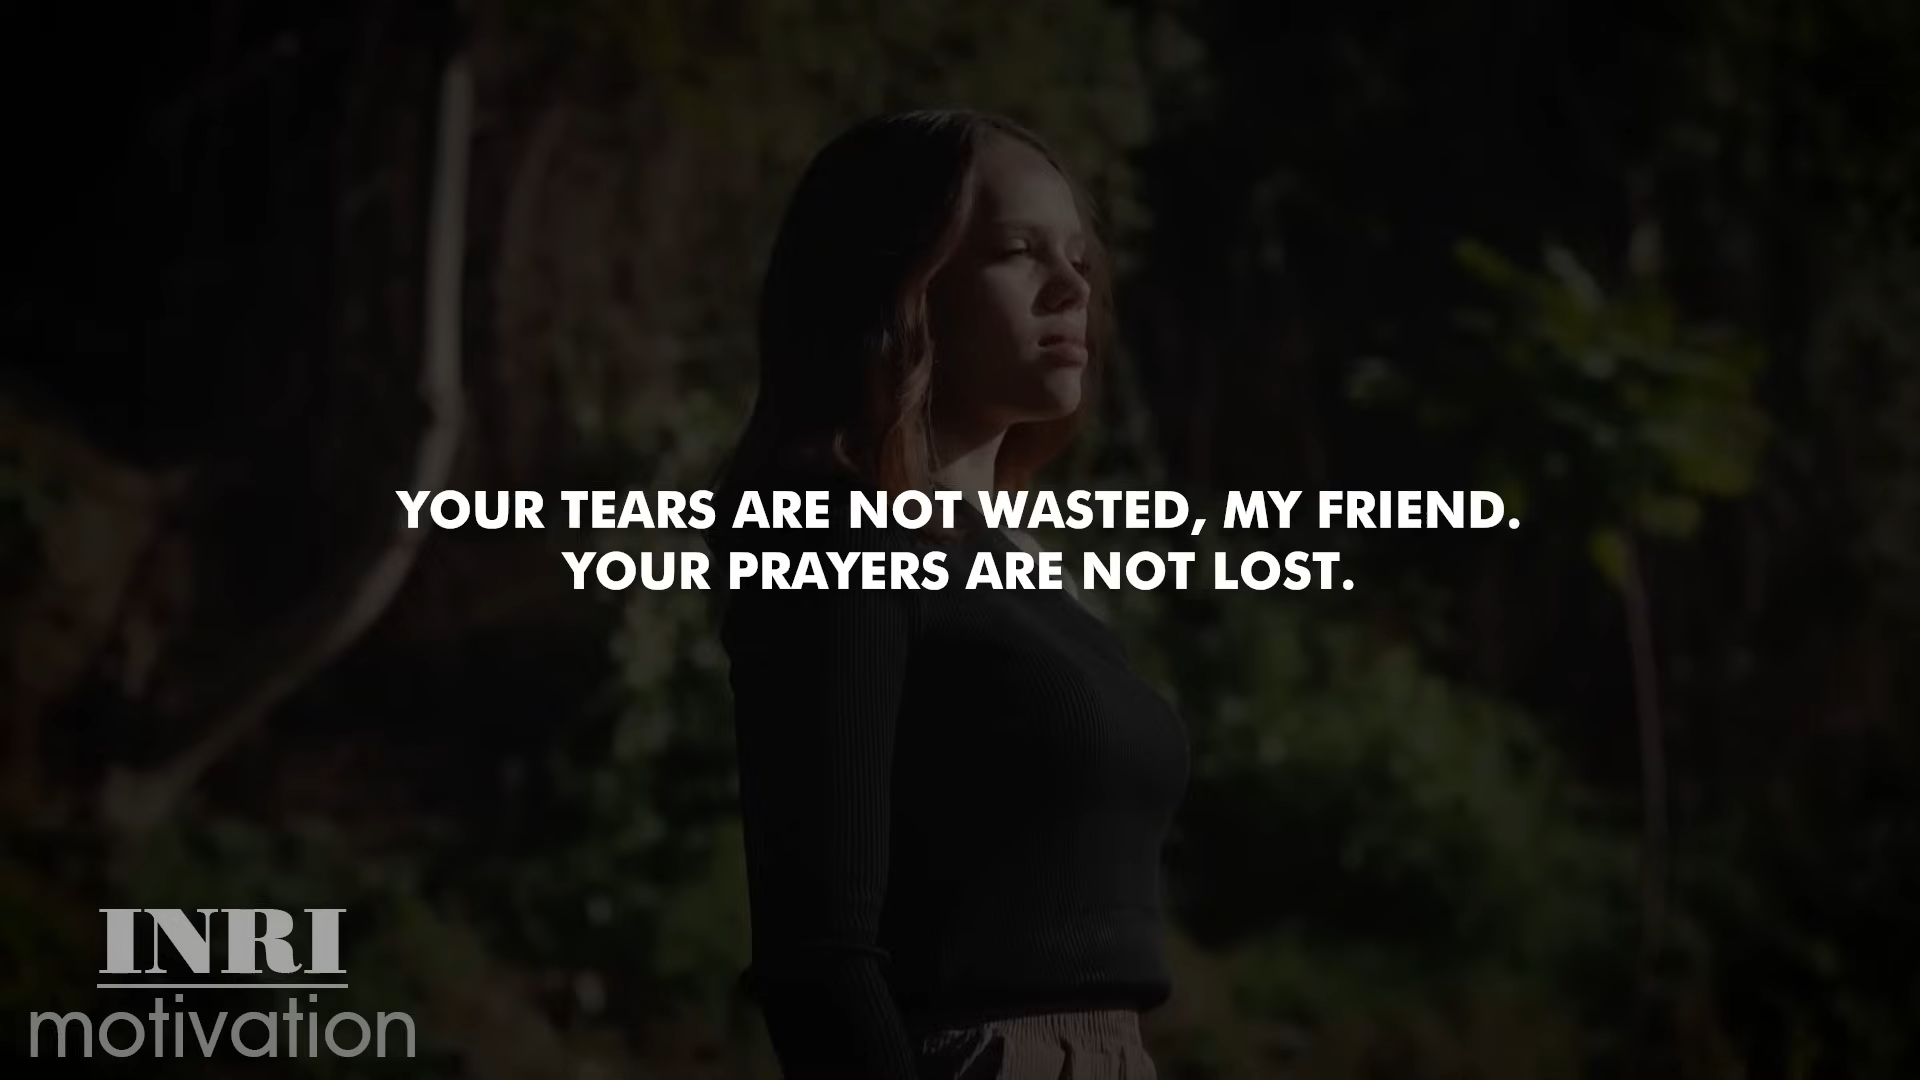 YOUR TEARS ARE NOT WASTED, MY FRIEND.
YOUR PRAYERS ARE NOT LOST.
INRI
motivation